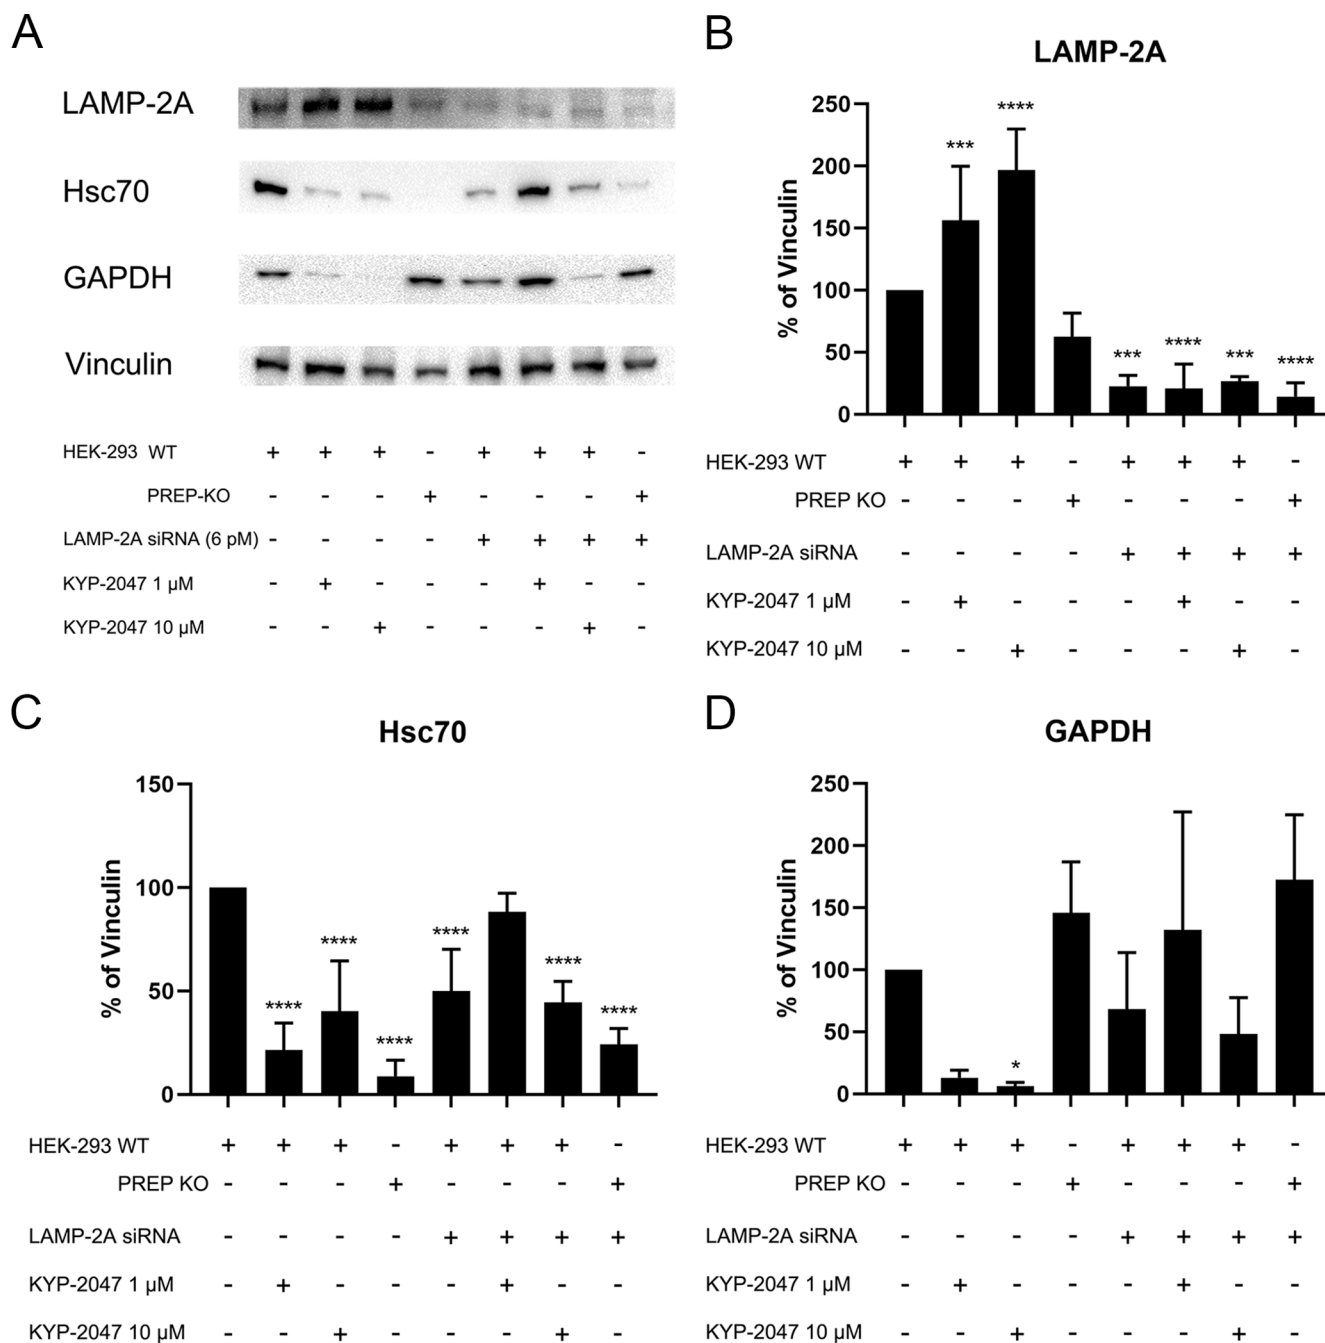 A
LAMP-2A
Hsc70
GAPDH
Vinculin
HEK-293 WT + + + - + + + -
PREP-KO - - - + - - - +
LAMP-2A siRNA (6 pM) - - - - + + + +
KYP-2047 1 µM - + - - - + - -
KYP-2047 10 µM - - + - - - + -
B
LAMP-2A
% of Vinculin
250
200
150
100
50
0
***
****
***
****
***
****
HEK-293 WT + + + - + + + -
PREP KO - - - + - - - +
LAMP-2A siRNA - - - - + + + +
KYP-2047 1 µM - + - - - + - -
KYP-2047 10 µM - - + - - - + -
C
Hsc70
% of Vinculin
150
100
50
0
****
****
****
****
****
****
HEK-293 WT + + + - + + + -
PREP KO - - - + - - - +
LAMP-2A siRNA - - - - + + + +
KYP-2047 1 µM - + - - - + - -
KYP-2047 10 µM - - + - - - + -
D
GAPDH
% of Vinculin
250
200
150
100
50
0
*
HEK-293 WT + + + - + + + -
PREP KO - - - + - - - +
LAMP-2A siRNA - - - - + + + +
KYP-2047 1 µM - + - - - + - -
KYP-2047 10 µM - - + - - - + -